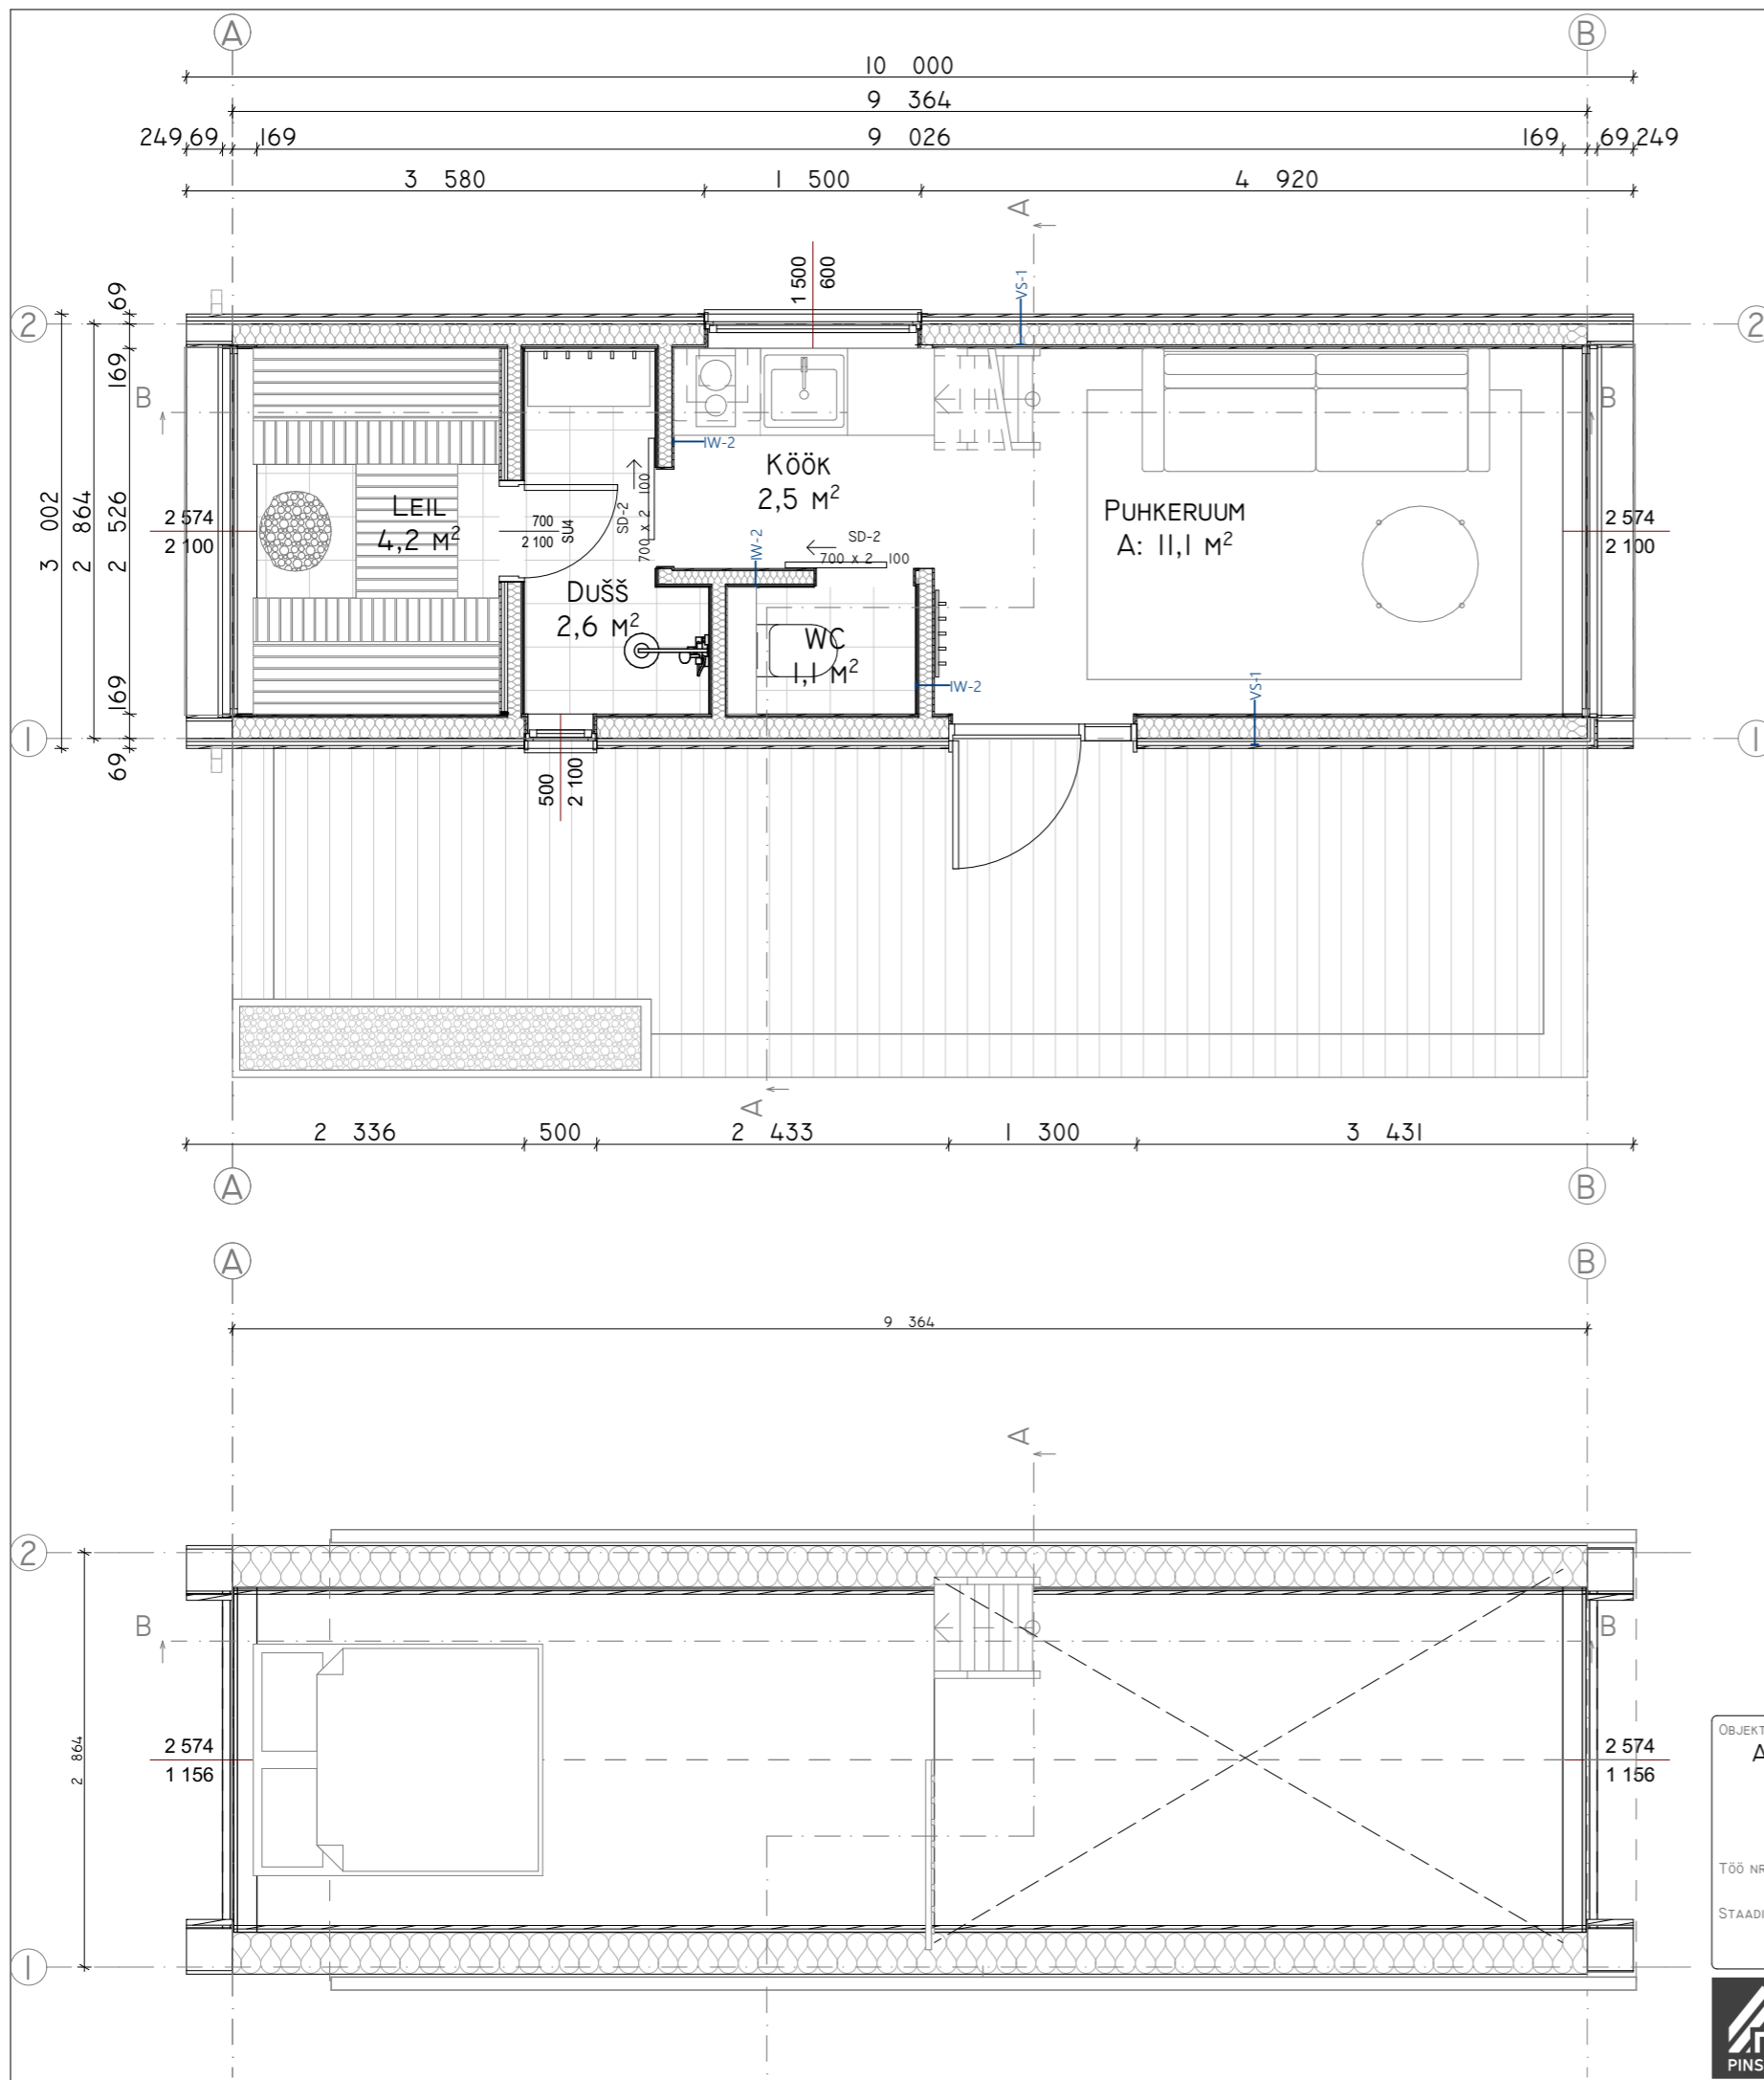 A B
10 000
9 364
249 69 169 9 026 169 69 249
3 580 1 500 4 920
A
1 500
600
VS-1
69
2 2
169
B B
IW-2
KÖÖK
2,5 M²
3 002
2 864
2 526
LEIL
4,2 M²
2 574
2 100
700
2 100
SU4
SD-2
700 x 2 100
PUHKERUUM
A: 11,1 M²
2 574
2 100
IW-2
SD-2
700 x 2 100
DUŠŠ
2,6 M²
WC
1,1 M²
IW-2
VS-1
169
1 1
69
500
2 100
A
2 336 500 2 433 1 300 3 431
A B
A B
9 364
A
2
B B
2 864
2 574
1 156
2 574
1 156
1
OBJEKT
A
TÖÖ NR
STAADI
PINS